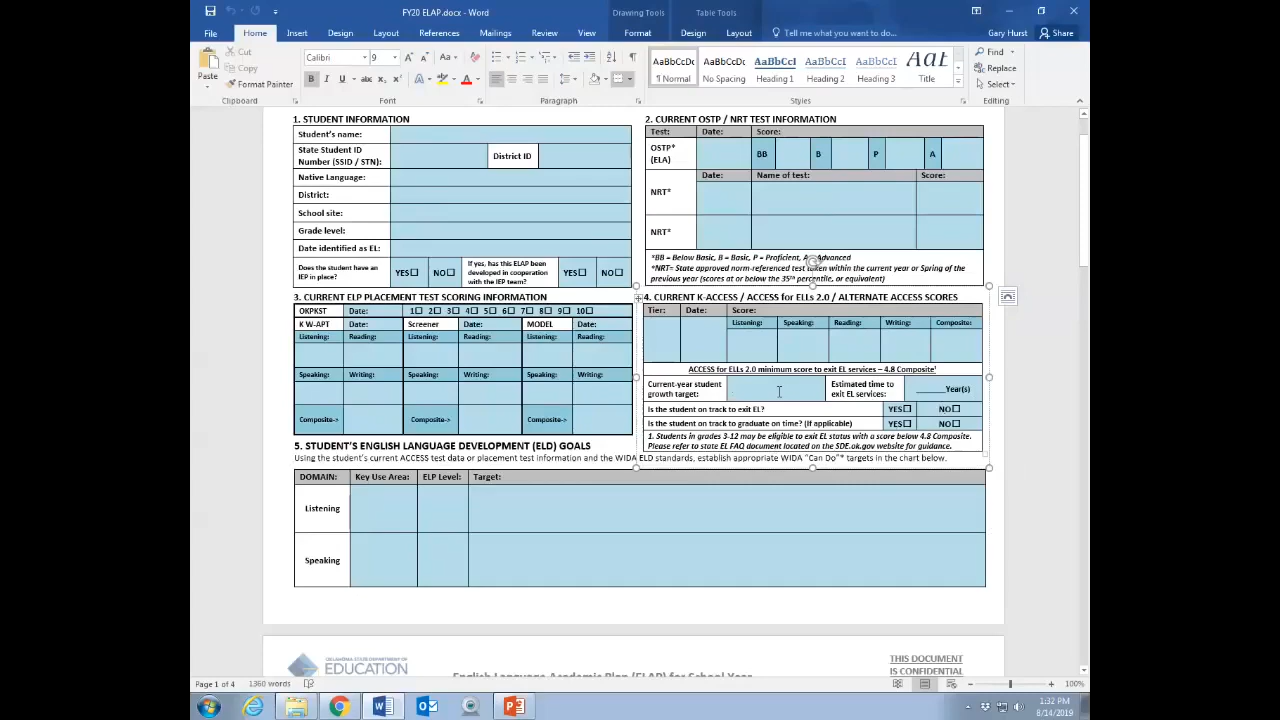 FY20 ELAP.docx - Word
Drawing Tools
Table Tools
File
Home
Insert
Design
Layout
References
Mailings
Review
View
Format
Design
Layout
Tell me what you want to do...
Gary Hurst
Share
Paste
Cut
Copy
Format Painter
Clipboard
Calibri
9
Font
Paragraph
AaBbCcDc
¶ Normal
AaBbCcDc
No Spacing
AaBbCcI
Heading 1
AaBbCcI
Heading 2
AaBbCcI
Heading 3
AaI
Title
Styles
Find
Replace
Select
Editing
1. STUDENT INFORMATION
Student's name:
State Student ID
Number (SSID / STN):
District ID
Native Language:
District:
School site:
Grade level:
Date identified as EL:
Does the student have an
IEP in place?
YES☐
NO☐
If yes, has this ELAP been
developed in cooperation
with the IEP team?
YES☐
NO☐
2. CURRENT OSTP / NRT TEST INFORMATION
Test:
Date:
Score:
OSTP*
(ELA)
BB
B
P
A
Date:
Name of test:
Score:
NRT*
NRT*
*BB = Below Basic, B = Basic, P = Proficient, A = Advanced
*NRT= State approved norm-referenced test taken within the current year or Spring of the
previous year (scores at or below the 35th percentile, or equivalent)
3. CURRENT ELP PLACEMENT TEST SCORING INFORMATION
OKPKST
Date:
1☐ 2☐ 3☐ 4☐ 5☐ 6☐ 7☐ 8☐ 9☐ 10☐
K W-APT
Date:
Screener
Date:
MODEL
Date:
Listening:
Reading:
Listening:
Reading:
Listening:
Reading:
Speaking:
Writing:
Speaking:
Writing:
Speaking:
Writing:
Composite->
Composite->
Composite->
4. CURRENT K-ACCESS / ACCESS for ELLs 2.0 / ALTERNATE ACCESS SCORES
Tier:
Date:
Score:
Listening:
Speaking:
Reading:
Writing:
Composite:
ACCESS for ELLs 2.0 minimum score to exit EL services – 4.8 Composite¹
Current-year student
growth target:
Estimated time to
exit EL services:
______Year(s)
Is the student on track to exit EL?
YES☐
NO☐
Is the student on track to graduate on time? (If applicable)
YES☐
NO☐
1. Students in grades 3-12 may be eligible to exit EL status with a score below 4.8 Composite.
Please refer to state EL FAQ document located on the SDE.ok.gov website for guidance.
5. STUDENT'S ENGLISH LANGUAGE DEVELOPMENT (ELD) GOALS
Using the student's current ACCESS test data or placement test information and the WIDA ELD standards, establish appropriate WIDA "Can Do"* targets in the chart below.
DOMAIN:
Key Use Area:
ELP Level:
Target:
Listening
Speaking
OKLAHOMA STATE DEPARTMENT OF
EDUCATION
English Language Academic Plan (ELAP) for School Year
THIS DOCUMENT
IS CONFIDENTIAL
Page 1 of 4
1360 words
100%
1:32 PM
8/14/2019